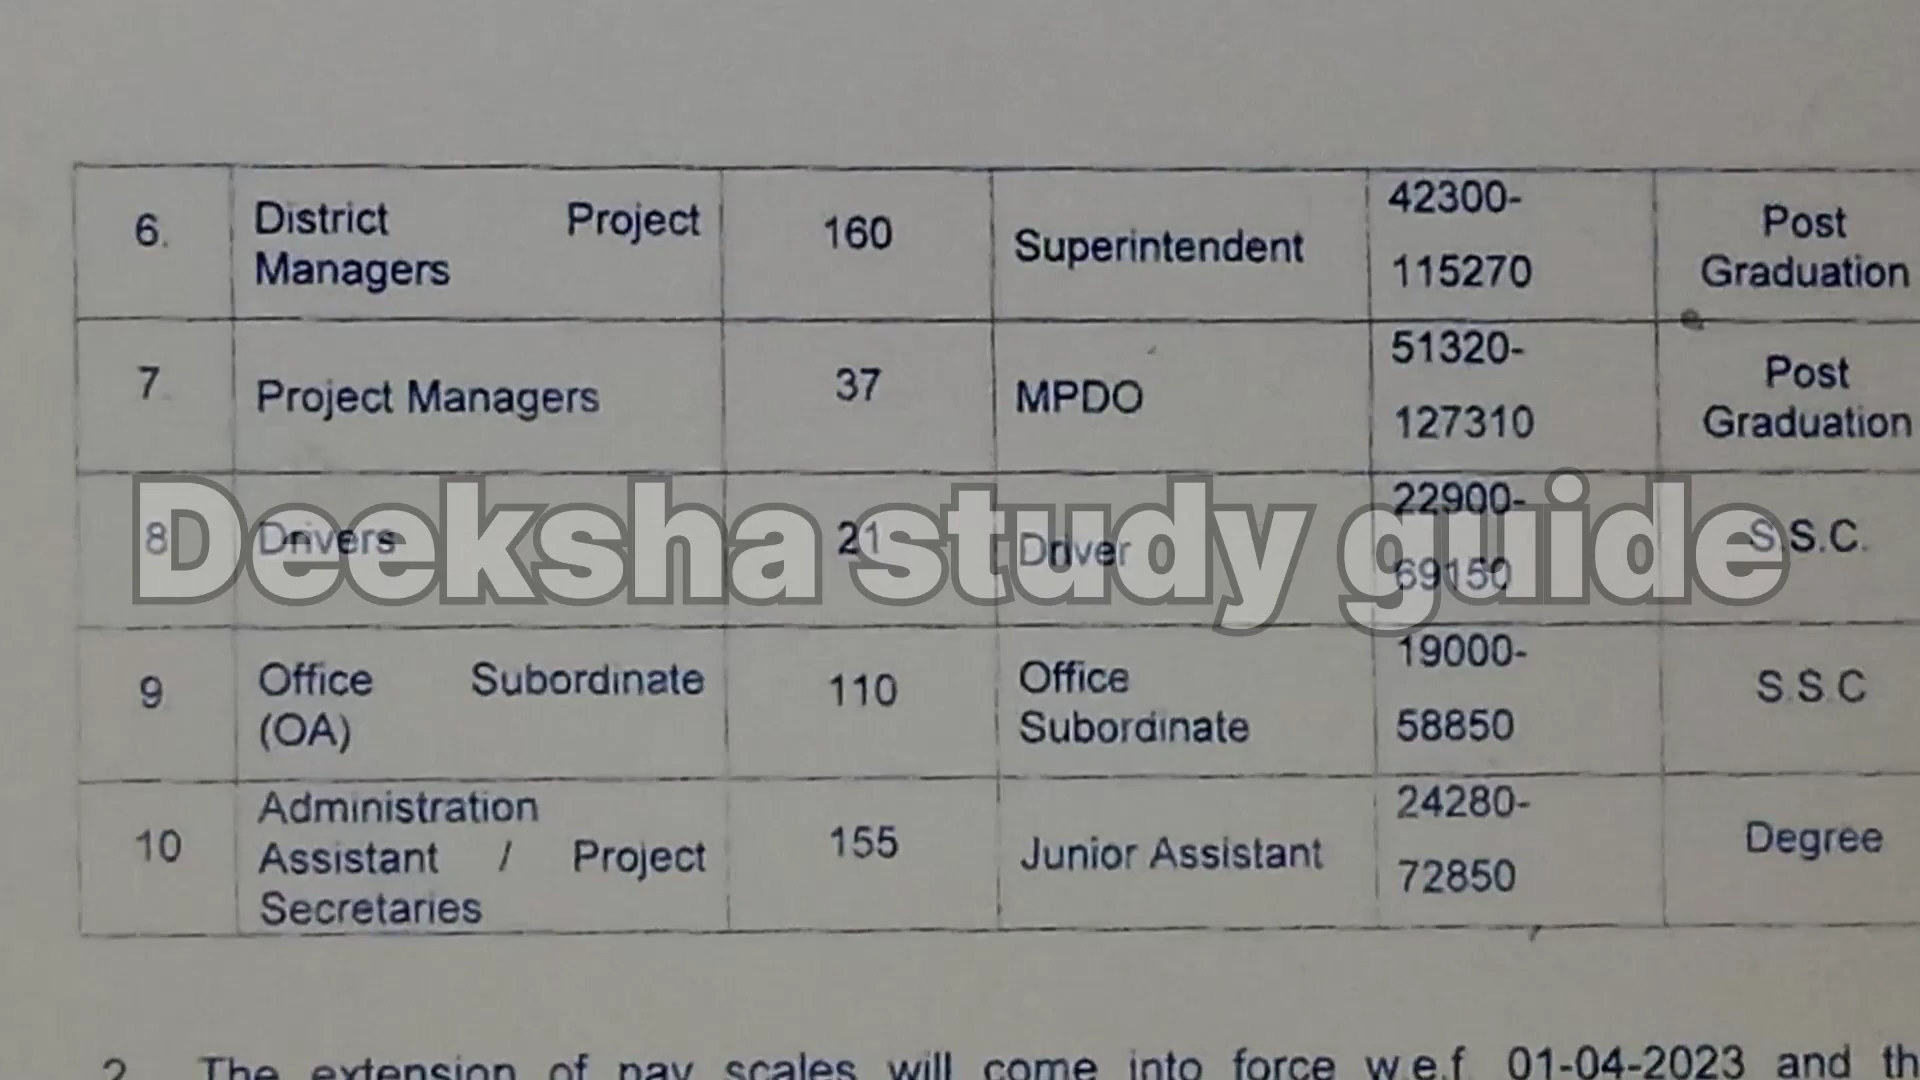 6. District Project Managers 160 Superintendent 42300-115270 Post Graduation
7. Project Managers 37 MPDO 51320-127310 Post Graduation
8 Drivers 21 Driver 22900-69150 S.S.C.
Deeksha study guide
9 Office Subordinate (OA) 110 Office Subordinate 19000-58850 S.S.C
10 Administration Assistant / Project Secretaries 155 Junior Assistant 24280-72850 Degree
2. The extension of pay scales will come into force w.e.f. 01-04-2023 and